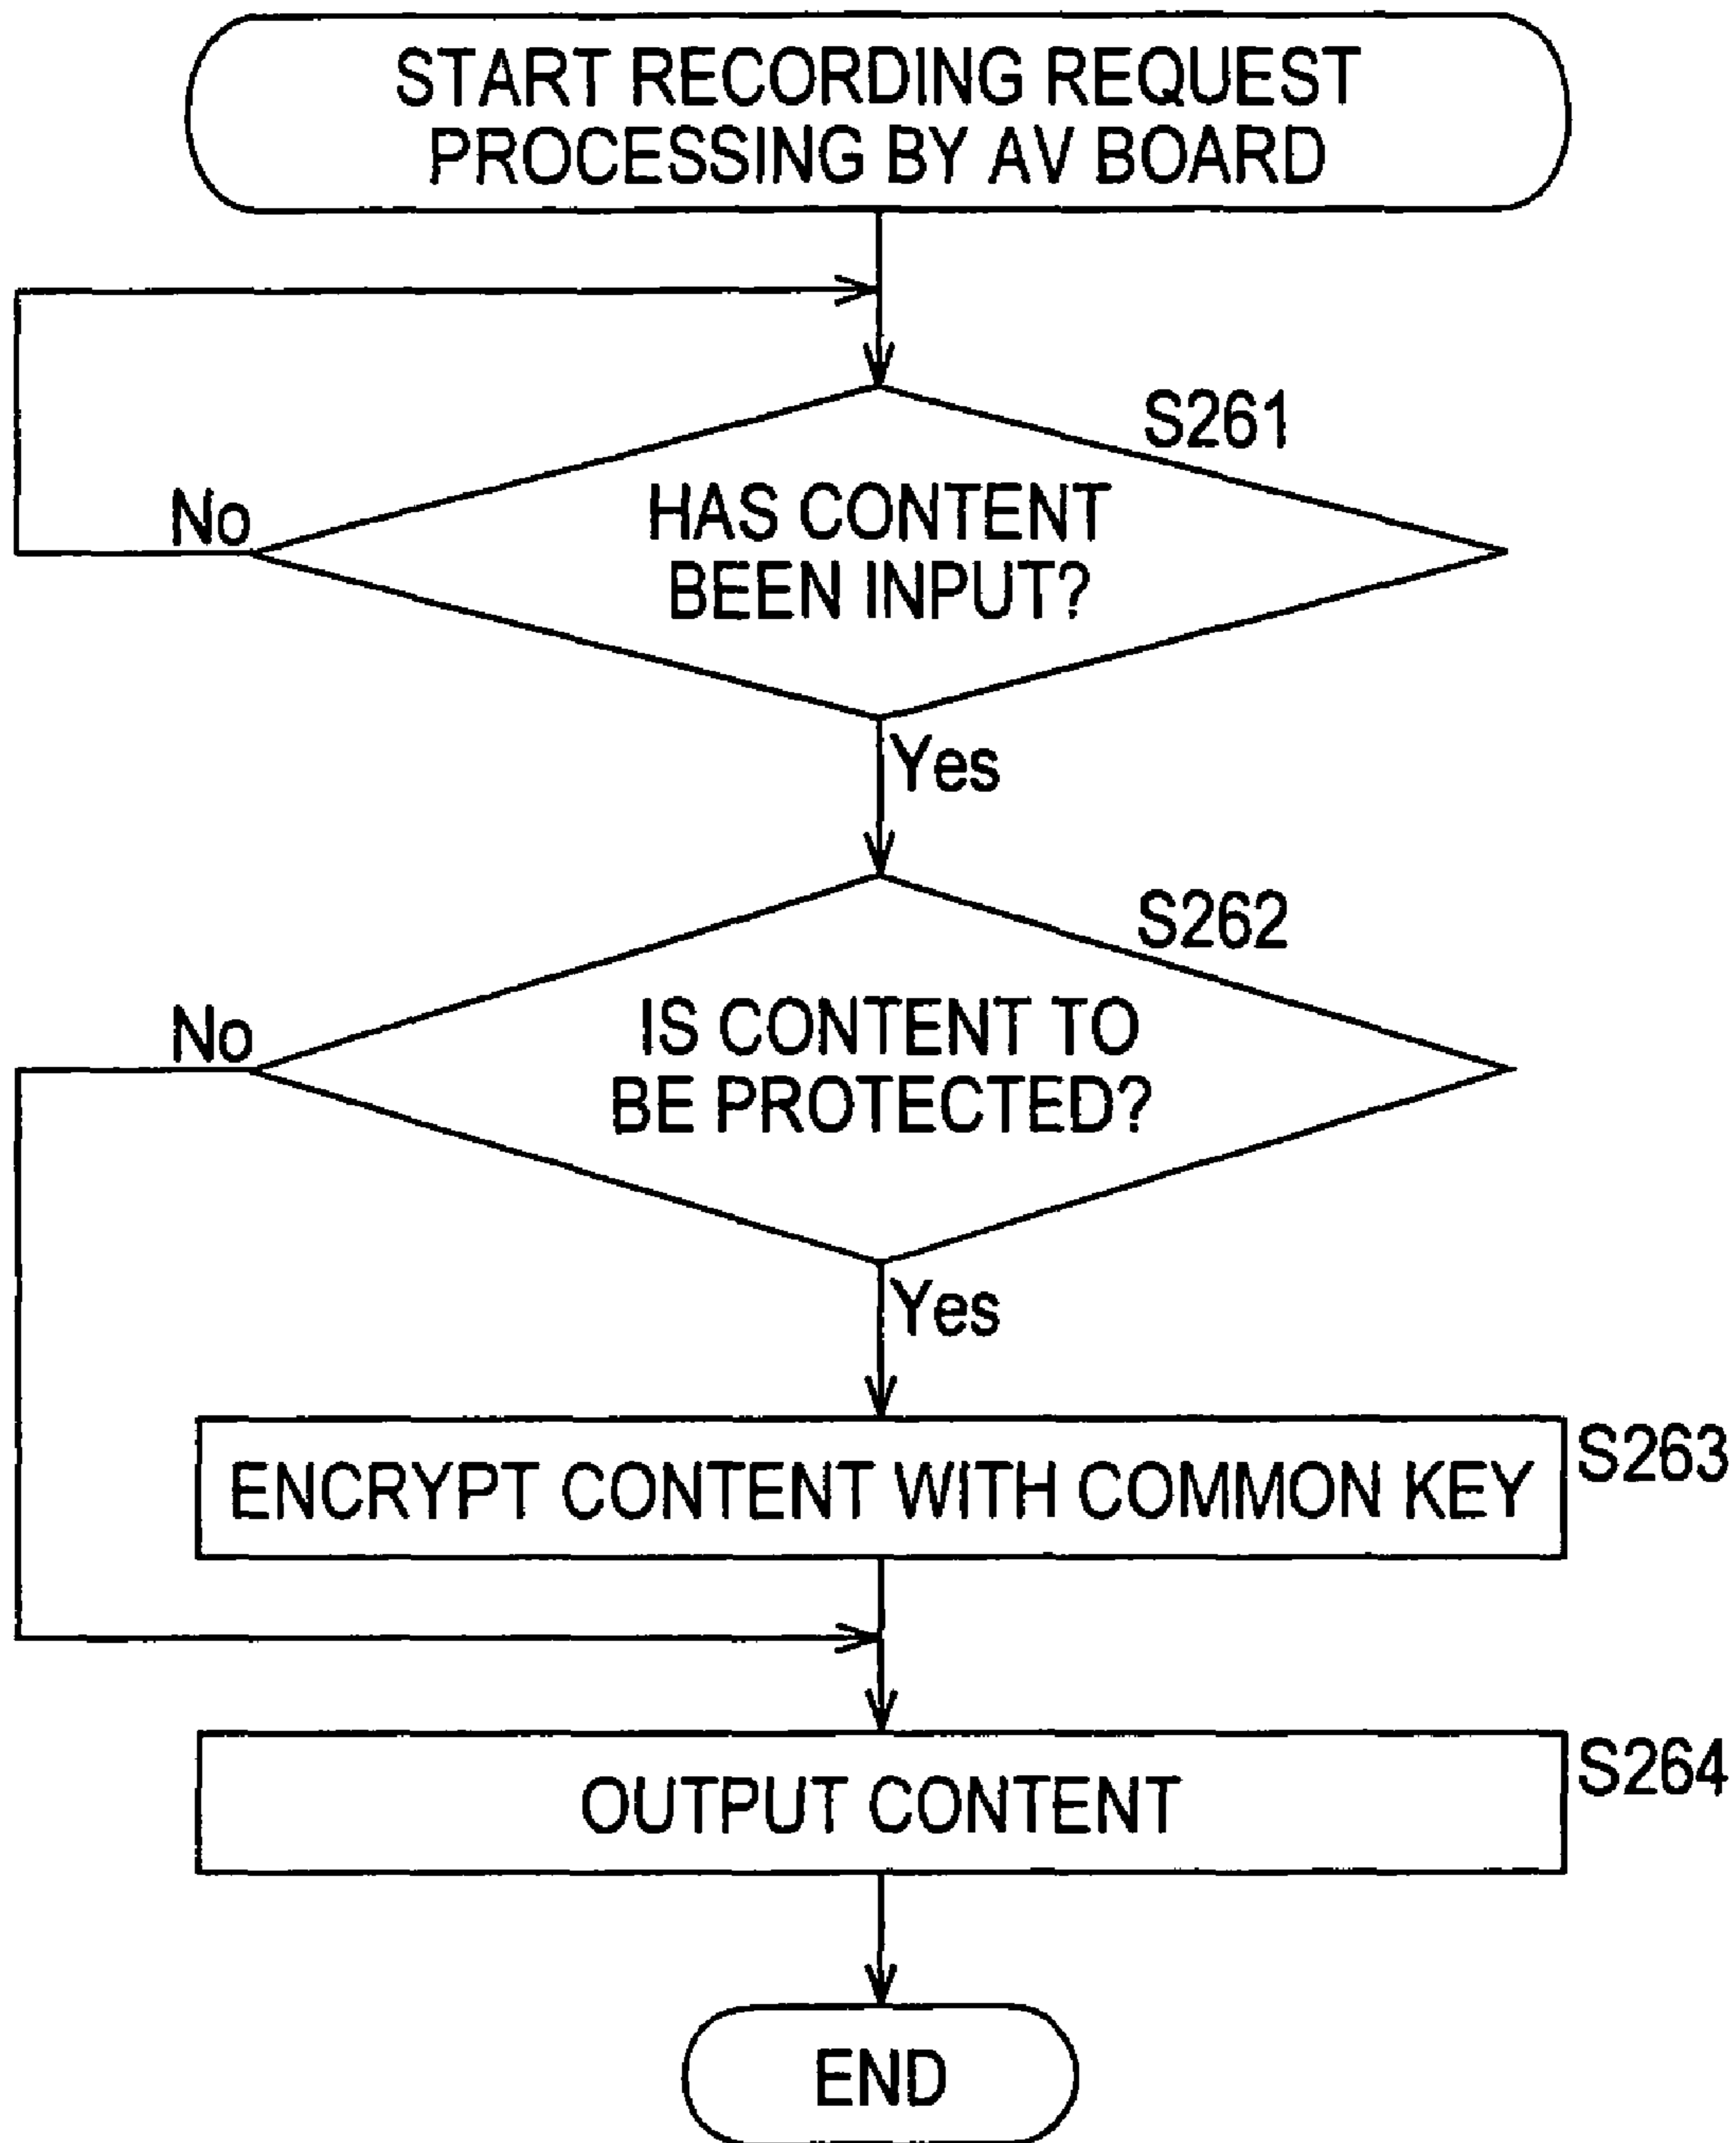 START RECORDING REQUEST
PROCESSING BY AV BOARD
S261
HAS CONTENT
BEEN INPUT?
No
Yes
S262
IS CONTENT TO
BE PROTECTED?
No
Yes
S263
ENCRYPT CONTENT WITH COMMON KEY
S264
OUTPUT CONTENT
END